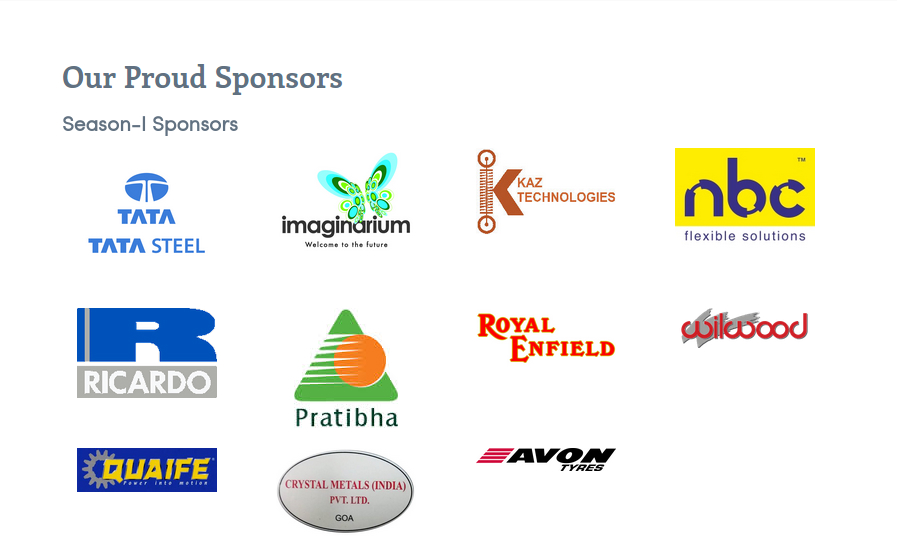 Our Proud Sponsors
Season-I Sponsors
TATA
TATA STEEL
imaginarium
Welcome to the future
KAZ
TECHNOLOGIES
nbc
TM
flexible solutions
RICARDO
Pratibha
ROYAL
ENFIELD
wilwood
QUAIFE
Power into motion
CRYSTAL METALS (INDIA)
PVT. LTD.
GOA
AVON
TYRES